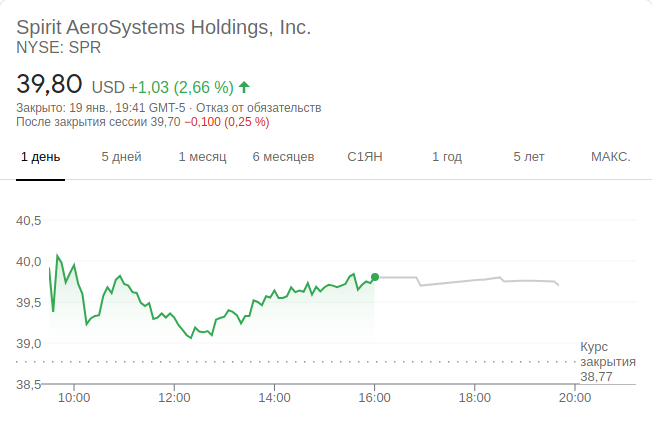 Spirit AeroSystems Holdings, Inc.
NYSE: SPR
39,80 USD +1,03 (2,66 %)
Закрыто: 19 янв., 19:41 GMT-5 · Отказ от обязательств
После закрытия сессии 39,70 −0,100 (0,25 %)
1 день 5 дней 1 месяц 6 месяцев С1ЯН 1 год 5 лет МАКС.
40,5
40,0
39,5
39,0
Курс
закрытия
38,77
38,5
10:00 12:00 14:00 16:00 18:00 20:00